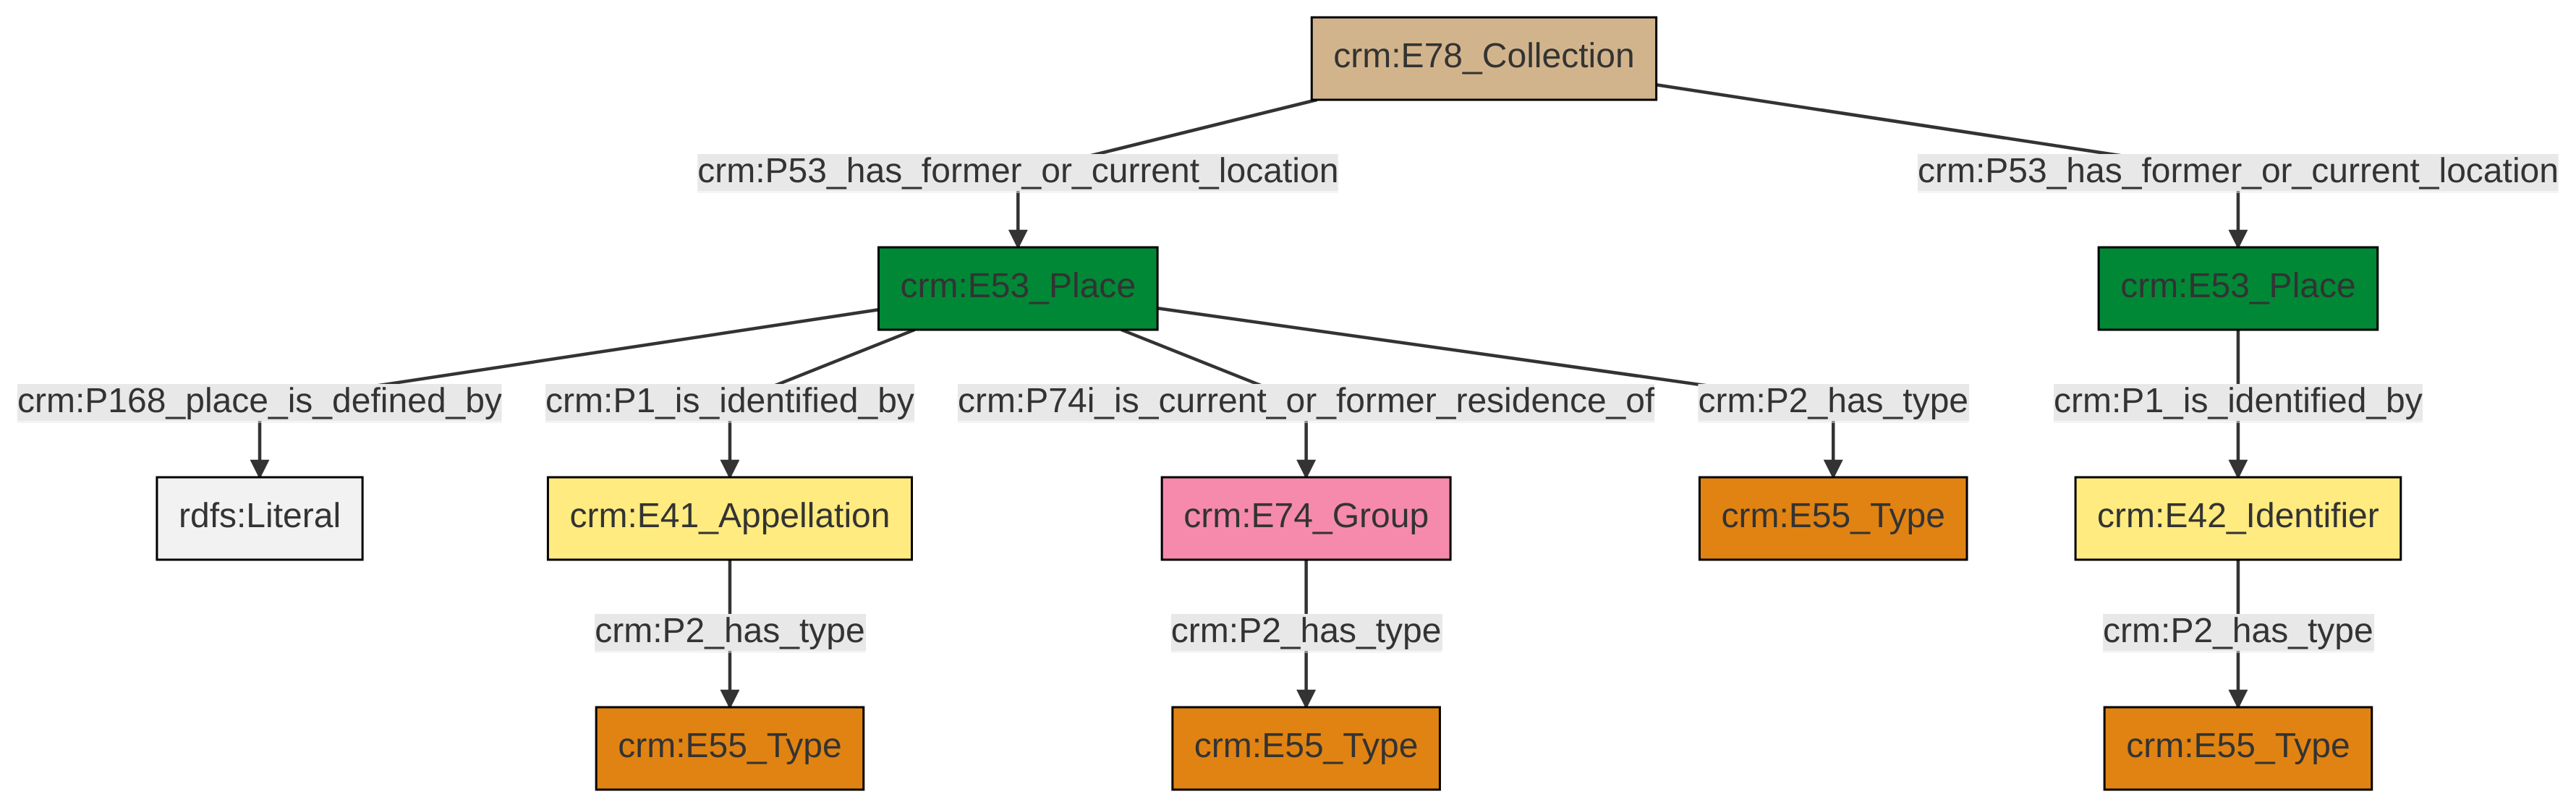 crm:E78_Collection
crm:P53_has_former_or_current_location
crm:P53_has_former_or_current_location
crm:E53_Place
crm:E53_Place
crm:P168_place_is_defined_by
crm:P1_is_identified_by
crm:P74i_is_current_or_former_residence_of
crm:P2_has_type
crm:P1_is_identified_by
rdfs:Literal
crm:E41_Appellation
crm:E74_Group
crm:E55_Type
crm:E42_Identifier
crm:P2_has_type
crm:P2_has_type
crm:P2_has_type
crm:E55_Type
crm:E55_Type
crm:E55_Type